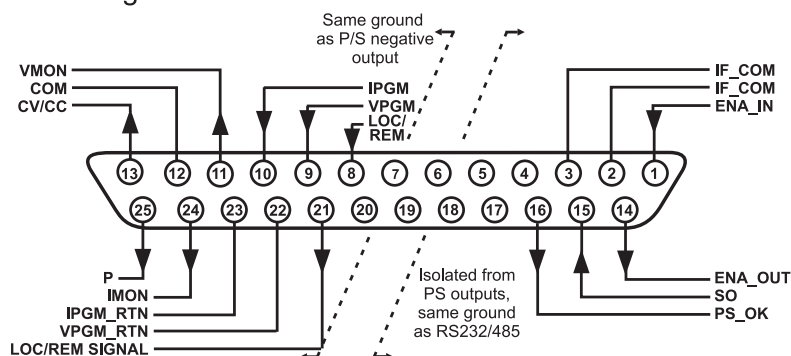 Same ground
as P/S negative
output
VMON
COM
CV/CC
IPGM
VPGM
LOC/
REM
IF_COM
IF_COM
ENA_IN
13 12 11 10 9 8 7 6 5 4 3 2 1
25 24 23 22 21 20 19 18 17 16 15 14
P
IMON
IPGM_RTN
VPGM_RTN
LOC/REM SIGNAL
Isolated from
PS outputs,
same ground
as RS232/485
ENA_OUT
SO
PS_OK